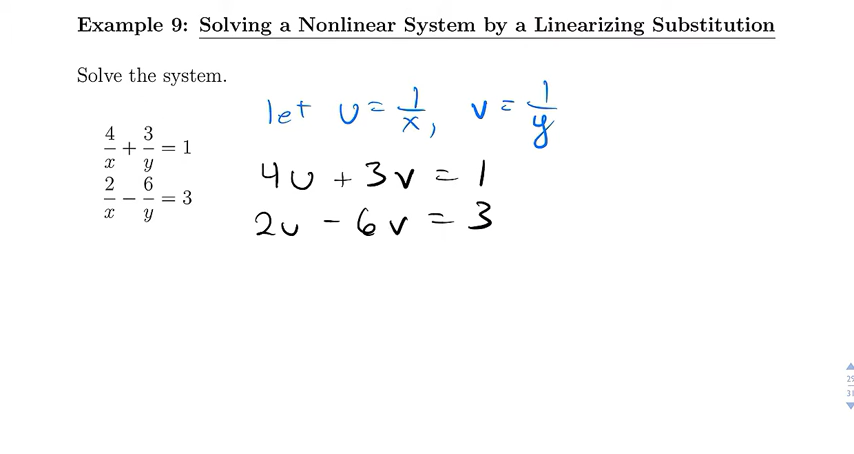 Example 9: Solving a Nonlinear System by a Linearizing Substitution
Solve the system.
let u = 1/x, v = 1/y
4/x + 3/y = 1
2/x − 6/y = 3
4u + 3v = 1
2u - 6v = 3
29
31